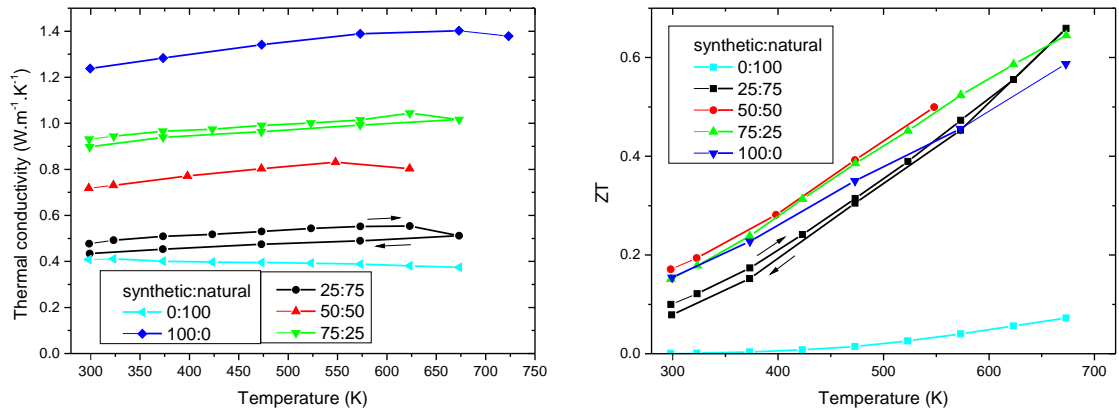 1.4
1.2
1.0
0.8
0.6
0.4
0.2
0.0
Thermal conductivity (W.m⁻¹.K⁻¹)
synthetic:natural
0:100
100:0
25:75
50:50
75:25
300 350 400 450 500 550 600 650 700 750
Temperature (K)
0.6
0.4
0.2
0.0
ZT
synthetic:natural
0:100
25:75
50:50
75:25
100:0
300 400 500 600 700
Temperature (K)